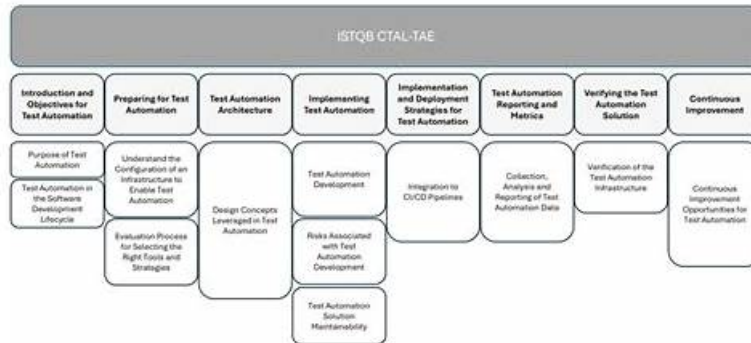 ISTQB CTAL-TAE
Introduction and
Objectives for
Test Automation
Purpose of Test
Automation
Test Automation in
the Software
Development
Lifecycle
Preparing for Test
Automation
Understand the
Configuration of an
Infrastructure to
Enable Test
Automation
Evaluation Process
for Selecting the
Right Tools and
Strategies
Test Automation
Architecture
Design Concepts
Leveraged in Test
Automation
Implementing
Test Automation
Test Automation
Development
Risks Associated
with Test
Automation
Development
Test Automation
Solution
Maintainability
Implementation
and Deployment
Strategies for
Test Automation
Integration to
CI/CD Pipelines
Test Automation
Reporting and
Metrics
Collection,
Analysis and
Reporting of Test
Automation Data
Verifying the Test
Automation
Solution
Verification of the
Test Automation
Infrastructure
Continuous
Improvement
Continuous
Improvement
Opportunities for
Test Automation